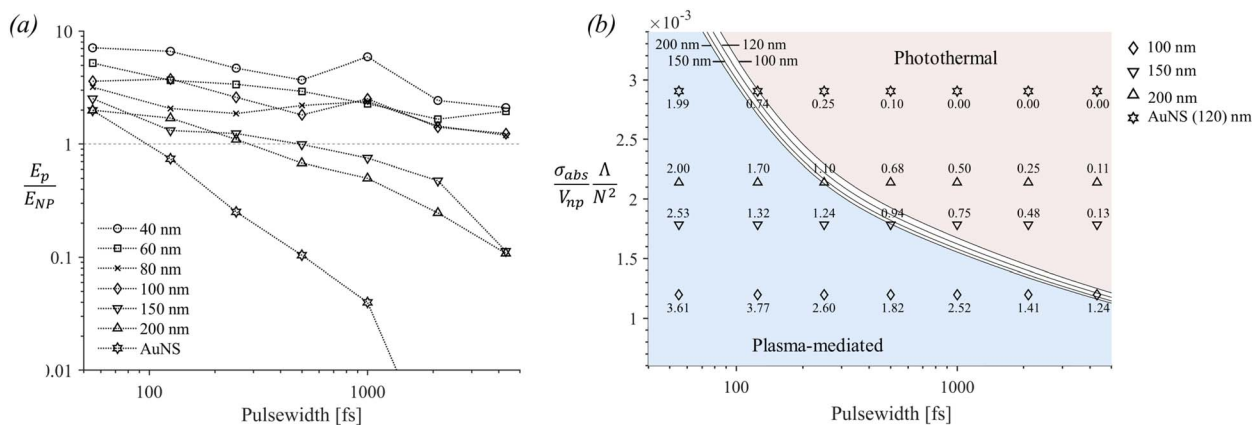 (a)
10
1
0.1
).01
E_p
E_NP
40 nm
60 nm
80 nm
100 nm
150 nm
200 nm
AuNS
100
1000
Pulsewidth [fs]
(b)
×10⁻³
3
2.5
2
1.5
1
σ_abs Λ
V_np N²
200 nm
120 nm
150 nm
100 nm
Photothermal
1.99 0.74 0.25 0.10 0.00 0.00 0.00
2.00 1.70 1.10 0.68 0.50 0.25 0.11
2.53 1.32 1.24 0.94 0.75 0.48 0.13
3.61 3.77 2.60 1.82 2.52 1.41 1.24
Plasma-mediated
100
1000
Pulsewidth [fs]
100 nm
150 nm
200 nm
AuNS (120) nm